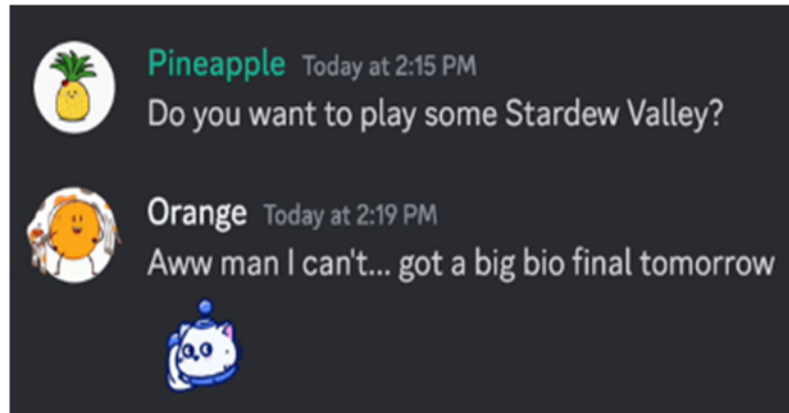 Pineapple Today at 2:15 PM
Do you want to play some Stardew Valley?
Orange Today at 2:19 PM
Aww man I can't... got a big bio final tomorrow